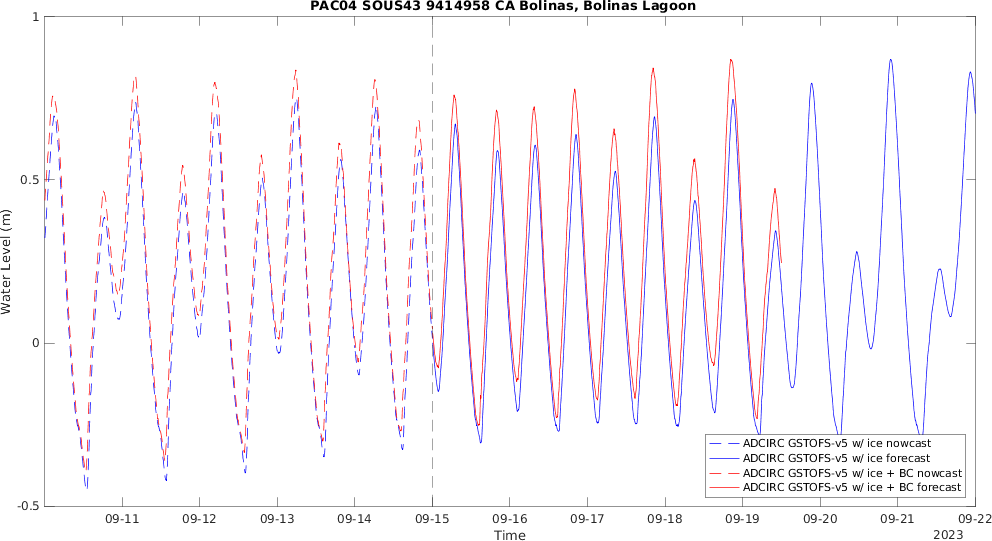 PAC04 SOUS43 9414958 CA Bolinas, Bolinas Lagoon
Water Level (m)
1
0.5
0
-0.5
ADCIRC GSTOFS-v5 w/ ice nowcast
ADCIRC GSTOFS-v5 w/ ice forecast
ADCIRC GSTOFS-v5 w/ ice + BC nowcast
ADCIRC GSTOFS-v5 w/ ice + BC forecast
09-11 09-12 09-13 09-14 09-15 09-16 09-17 09-18 09-19 09-20 09-21 09-22
Time
2023